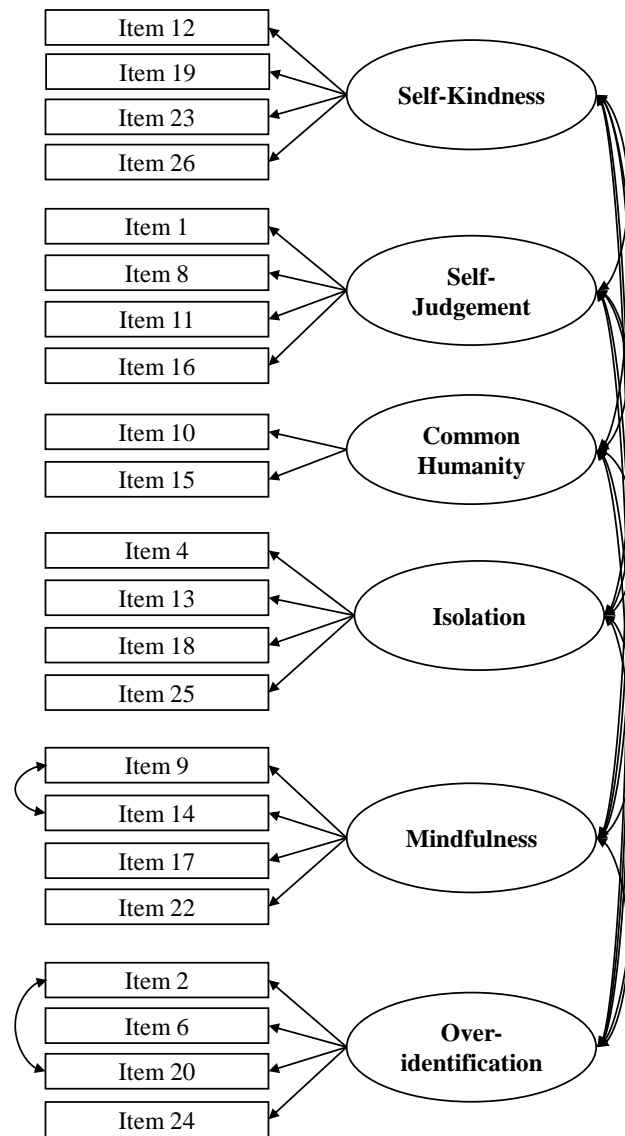 Item 12
Item 19
Item 23
Item 26
Self-Kindness
Item 1
Item 8
Item 11
Item 16
Self-
Judgement
Item 10
Item 15
Common
Humanity
Item 4
Item 13
Item 18
Item 25
Isolation
Item 9
Item 14
Item 17
Item 22
Mindfulness
Item 2
Item 6
Item 20
Item 24
Over-
identification